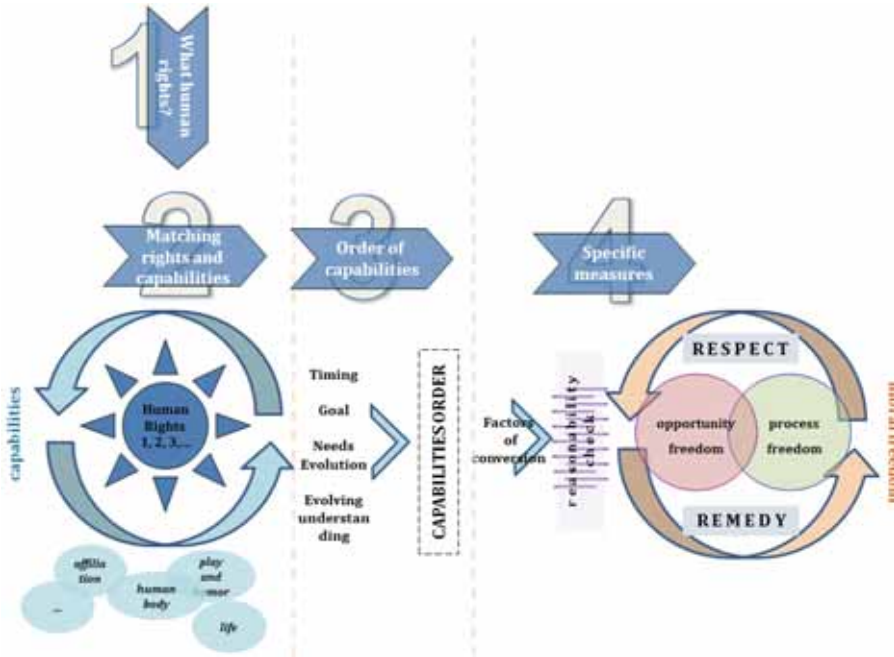 1
What human
rights?
2
Matching
rights and
capabilities
3
Order of
capabilities
4
Specific
measures
capabilities
Human
Rights
1, 2, 3,...
affilia
tion
...
human
body
play
and
life
Timing
Goal
Needs
Evolution
Evolving
understan
ding
CAPABILITIES ORDER
Factors
of
conversion
reasonability
check
RESPECT
opportunity
freedom
process
freedom
REMEDY